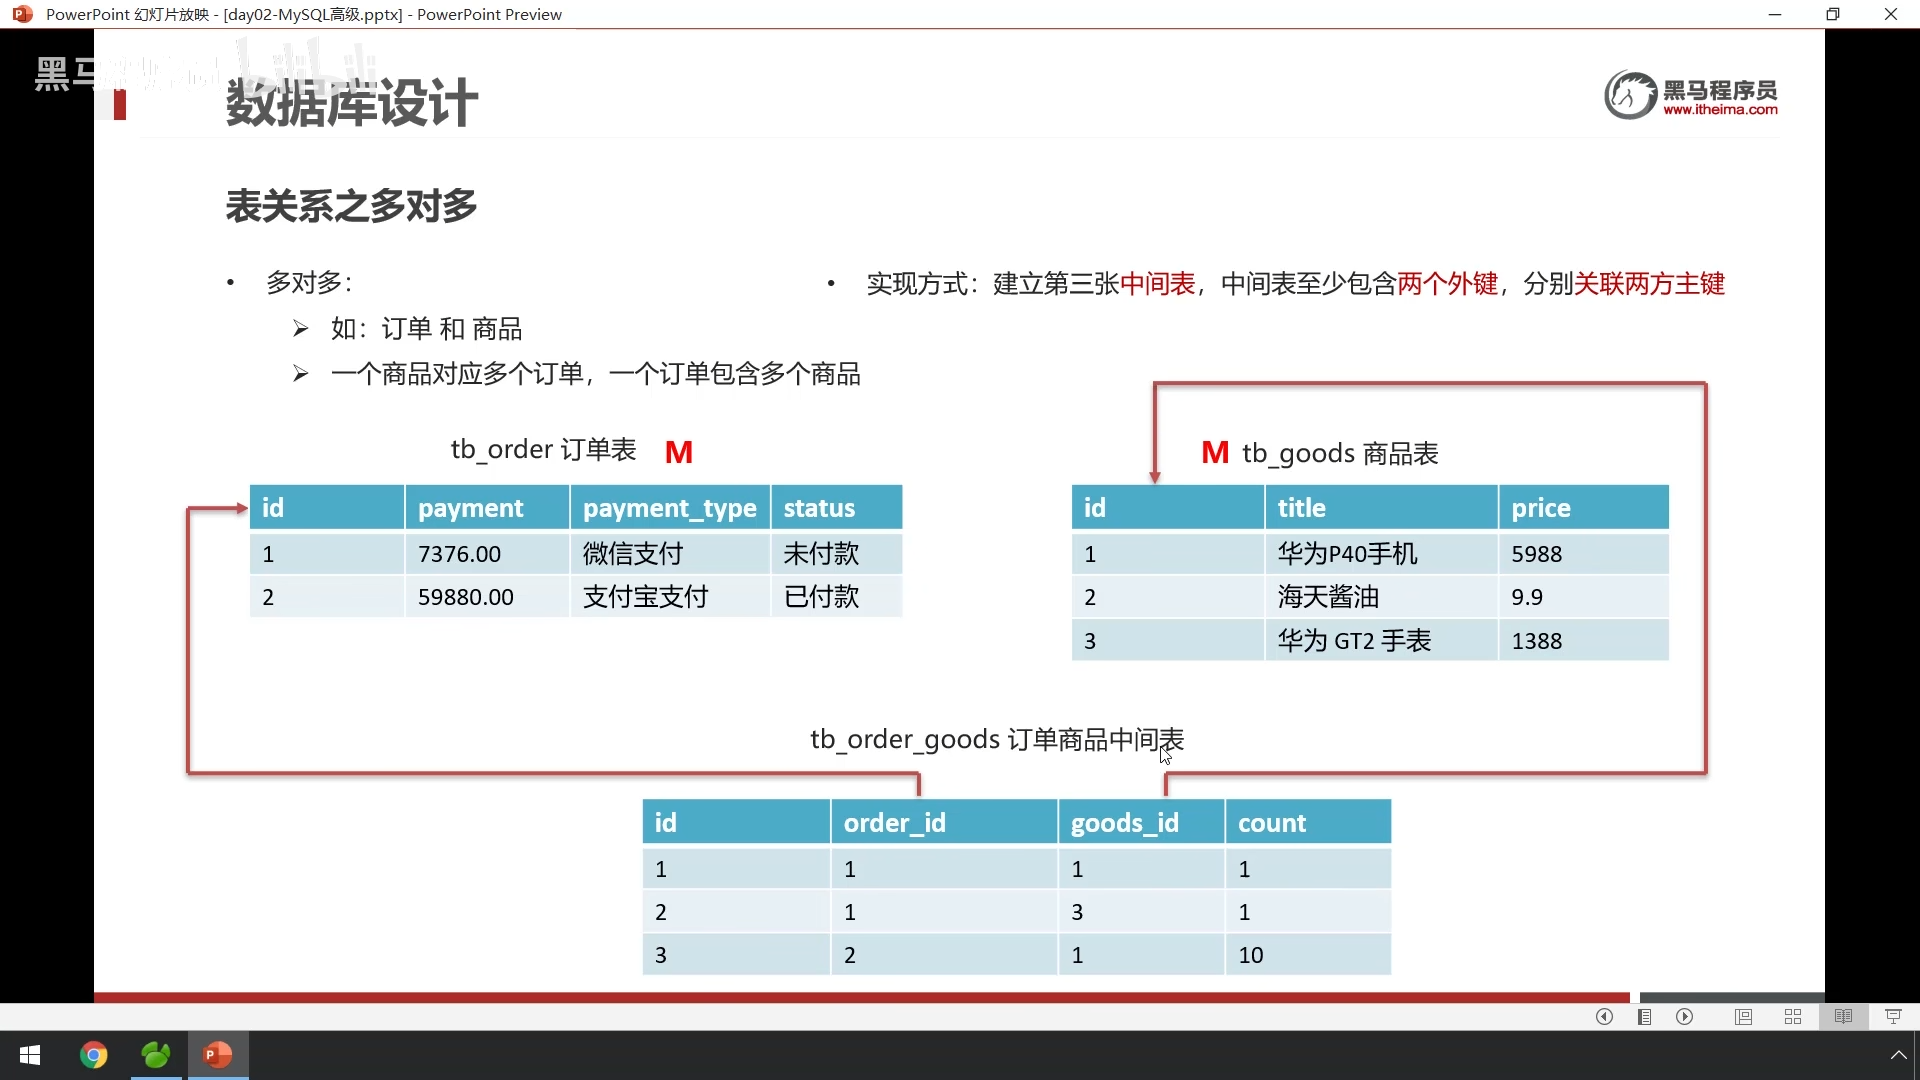 PowerPoint 幻灯片放映 - [day02-MySQL高级.pptx] - PowerPoint Preview
数据库设计
黑马程序员
www.itheima.com
表关系之多对多
• 多对多：
➢ 如：订单 和 商品
➢ 一个商品对应多个订单，一个订单包含多个商品
• 实现方式：建立第三张中间表，中间表至少包含两个外键，分别关联两方主键
tb_order 订单表 M
id payment payment_type status
1 7376.00 微信支付 未付款
2 59880.00 支付宝支付 已付款
M tb_goods 商品表
id title price
1 华为P40手机 5988
2 海天酱油 9.9
3 华为 GT2 手表 1388
tb_order_goods 订单商品中间表
id order_id goods_id count
1 1 1 1
2 1 3 1
3 2 1 10